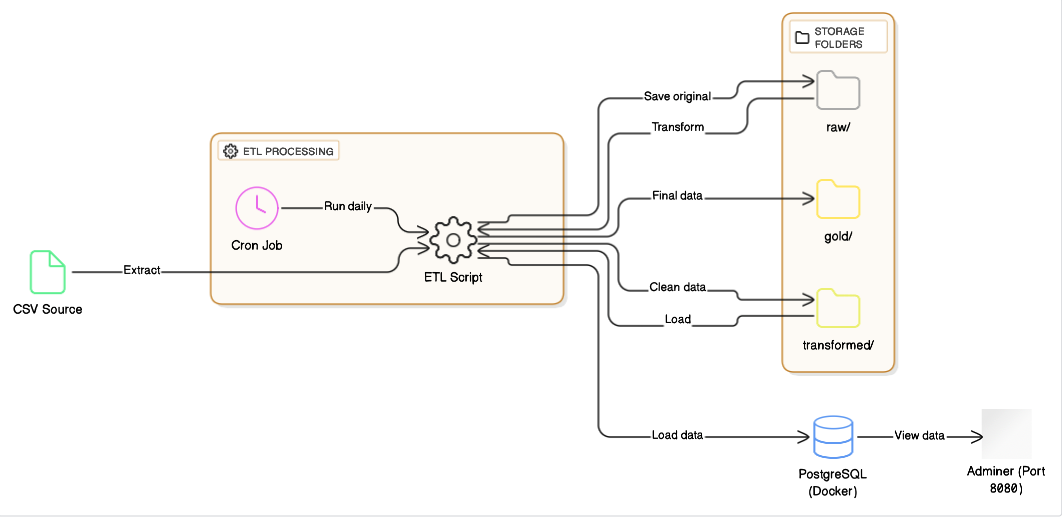 STORAGE
FOLDERS
Save original
Transform
raw/
ETL PROCESSING
Run daily
Cron Job
Final data
gold/
Extract
ETL Script
CSV Source
Clean data
Load
transformed/
Load data
View data
PostgreSQL
(Docker)
Adminer (Port
8080)